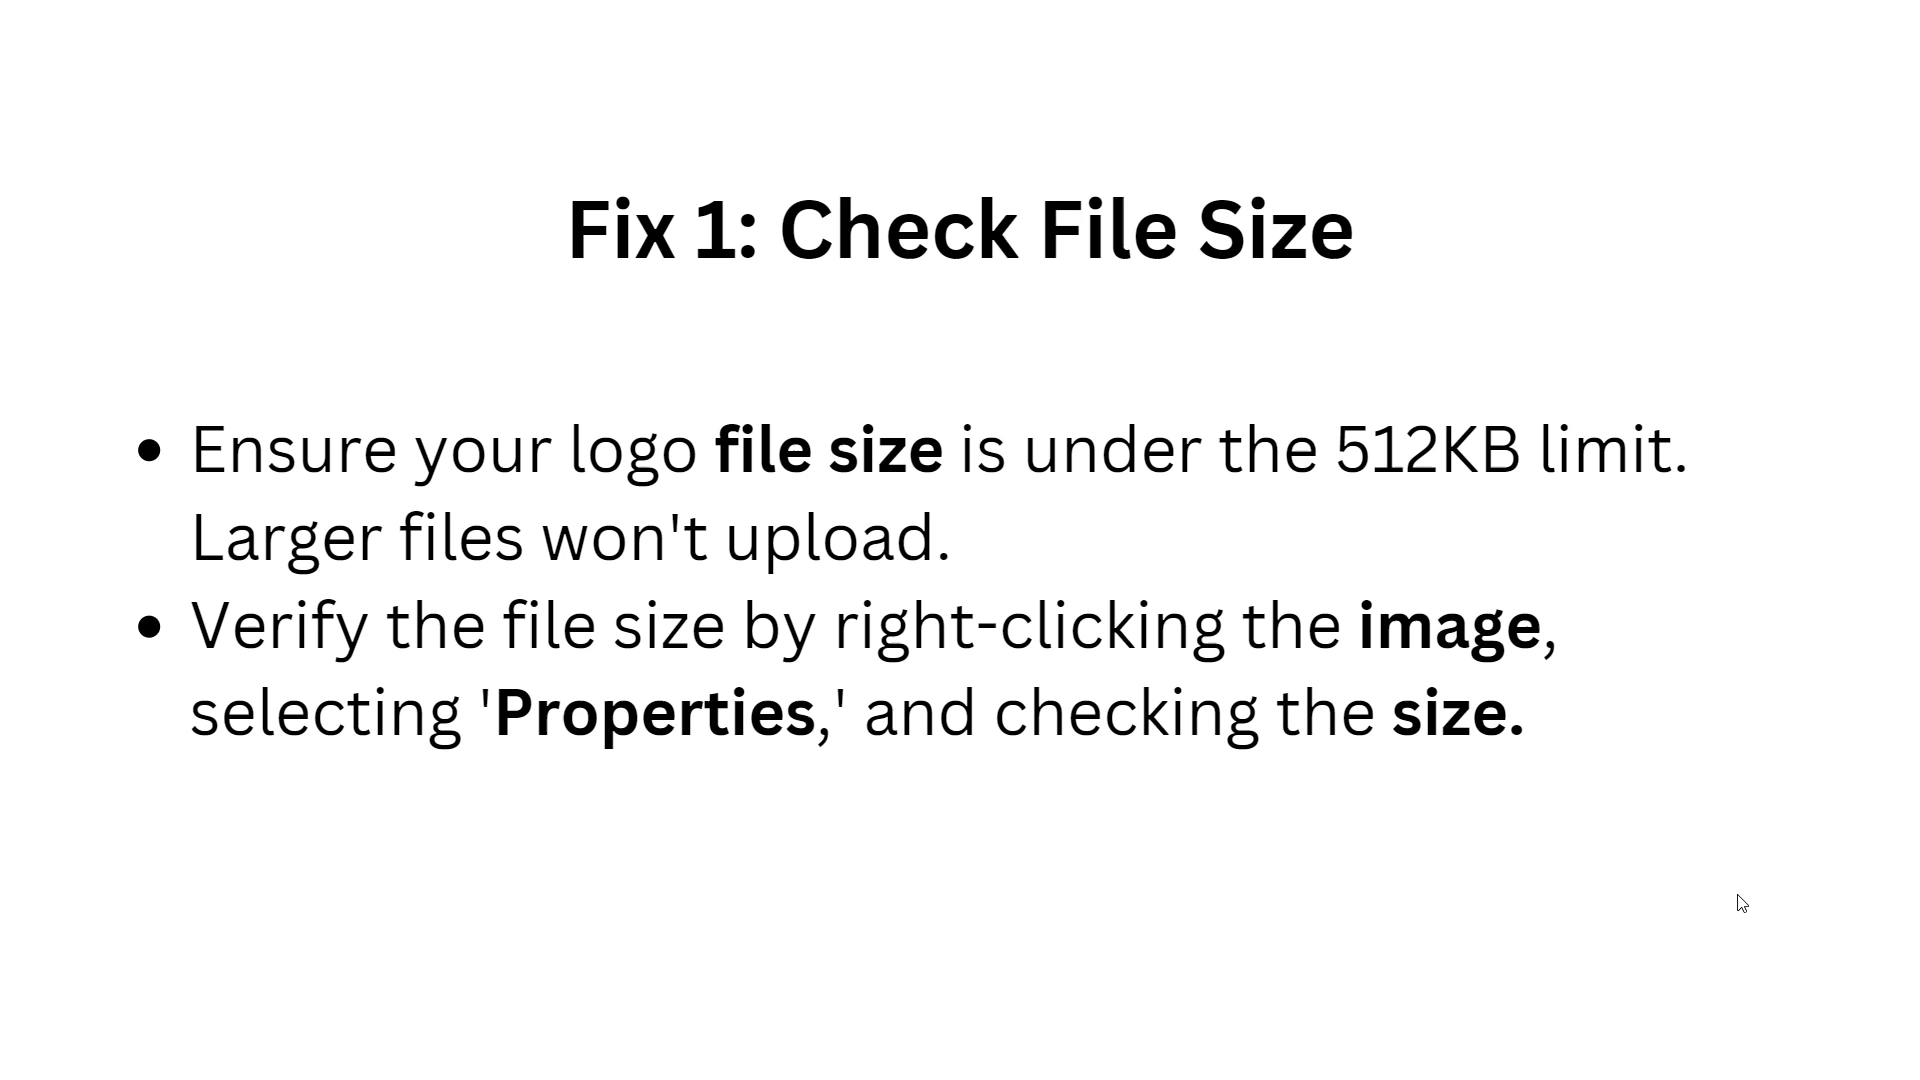 Fix 1: Check File Size
• Ensure your logo file size is under the 512KB limit.
Larger files won't upload.
• Verify the file size by right-clicking the image,
selecting 'Properties,' and checking the size.